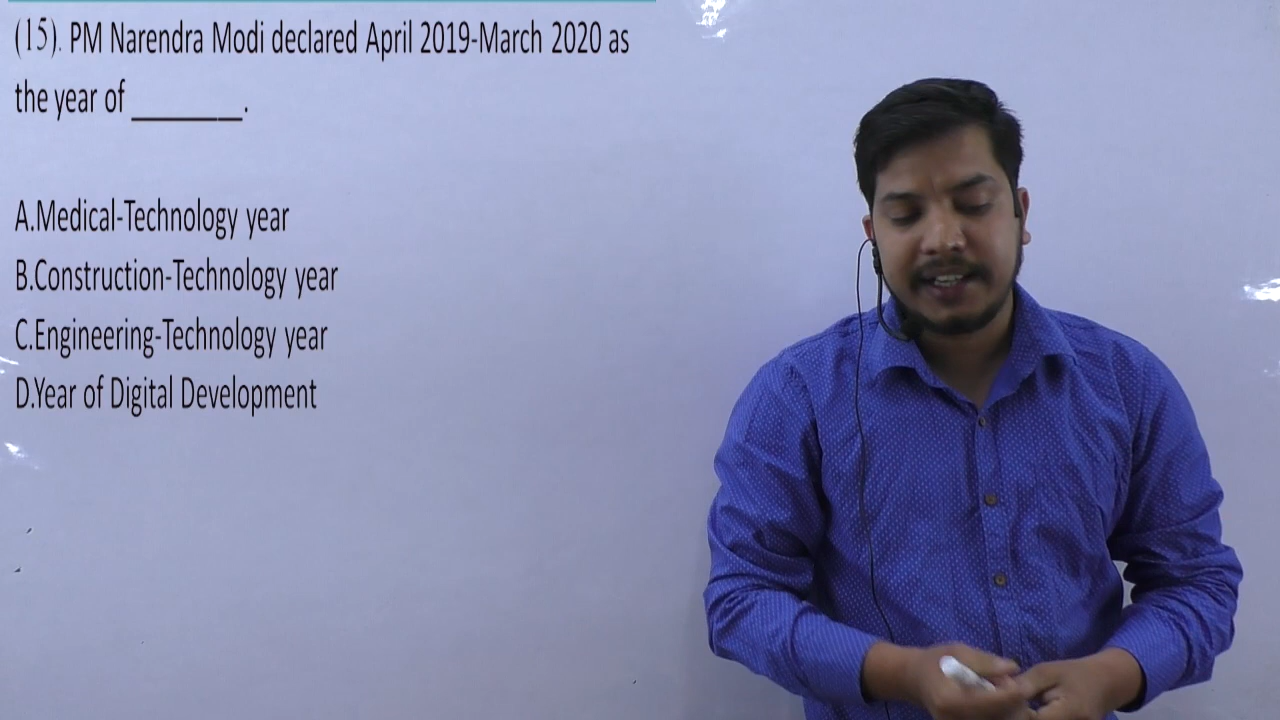 (15). PM Narendra Modi declared April 2019-March 2020 as
the year of ________.
A.Medical-Technology year
B.Construction-Technology year
C.Engineering-Technology year
D.Year of Digital Development